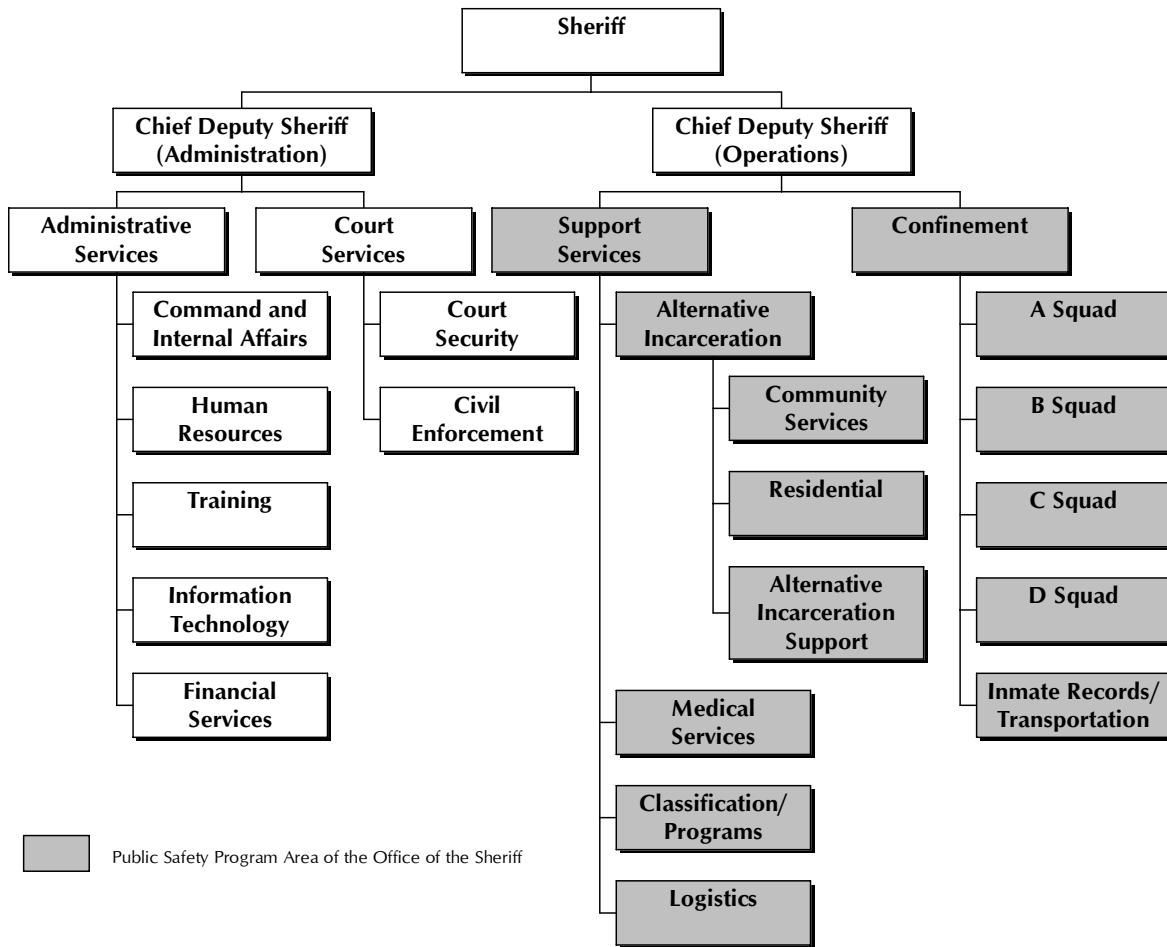 Sheriff
Chief Deputy Sheriff
(Administration)
Chief Deputy Sheriff
(Operations)
Administrative
Services
Court
Services
Support
Services
Confinement
Command and
Internal Affairs
Human
Resources
Training
Information
Technology
Financial
Services
Court
Security
Civil
Enforcement
Alternative
Incarceration
Community
Services
Residential
Alternative
Incarceration
Support
Medical
Services
Classification/
Programs
Logistics
A Squad
B Squad
C Squad
D Squad
Inmate Records/
Transportation
Public Safety Program Area of the Office of the Sheriff